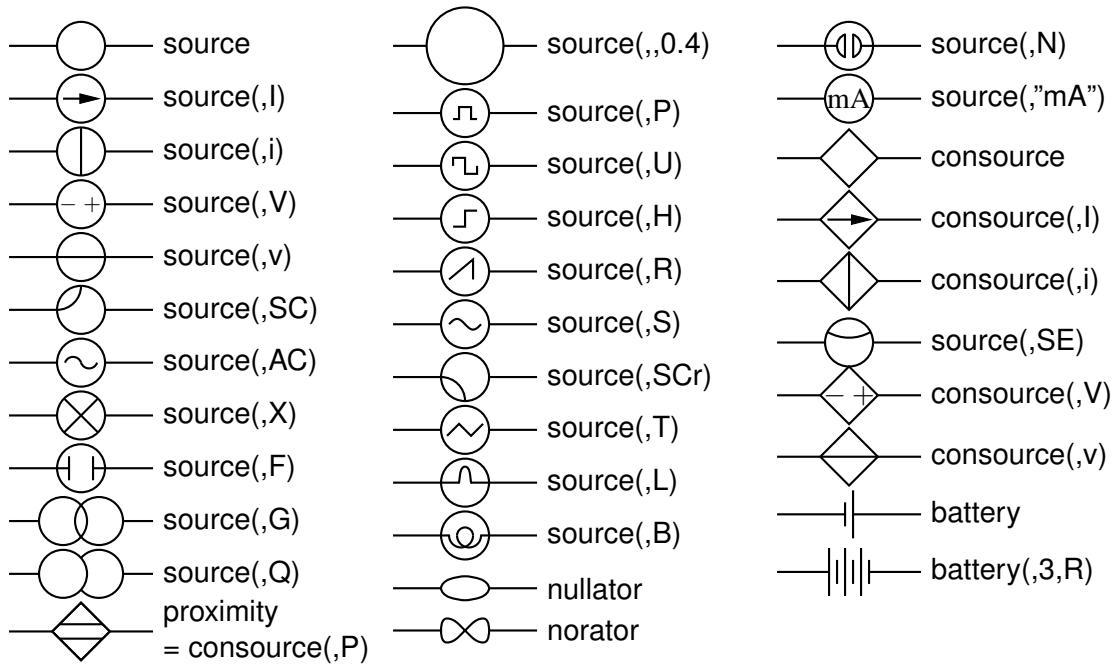 source
source(,I)
source(,i)
− +
source(,V)
source(,v)
source(,SC)
source(,AC)
source(,X)
source(,F)
source(,G)
source(,Q)
proximity
= consource(,P)
source(,,0.4)
source(,P)
source(,U)
source(,H)
source(,R)
source(,S)
source(,SCr)
source(,T)
source(,L)
source(,B)
nullator
norator
source(,N)
mA
source(,"mA")
consource
consource(,I)
consource(,i)
source(,SE)
− +
consource(,V)
consource(,v)
battery
battery(,3,R)